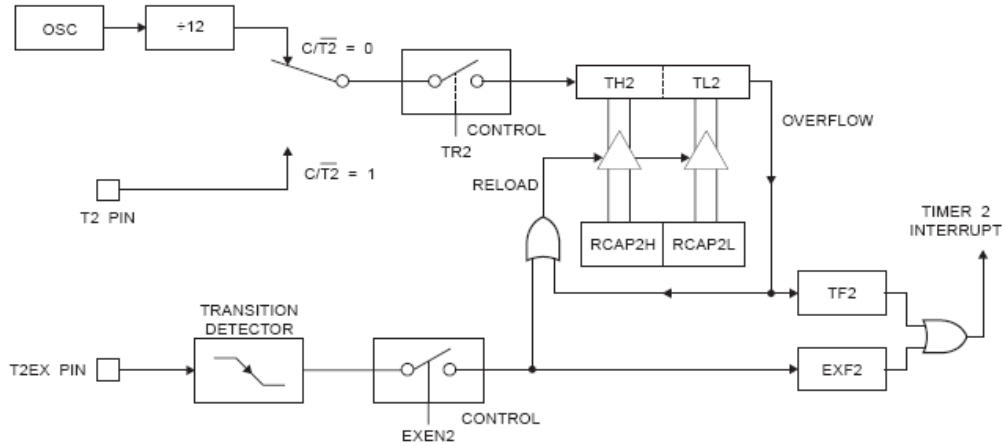 OSC
÷12
C/T2 = 0
TH2
TL2
CONTROL
TR2
OVERFLOW
C/T2 = 1
RELOAD
T2 PIN
TIMER 2
INTERRUPT
RCAP2H
RCAP2L
TF2
TRANSITION
DETECTOR
T2EX PIN
EXF2
CONTROL
EXEN2